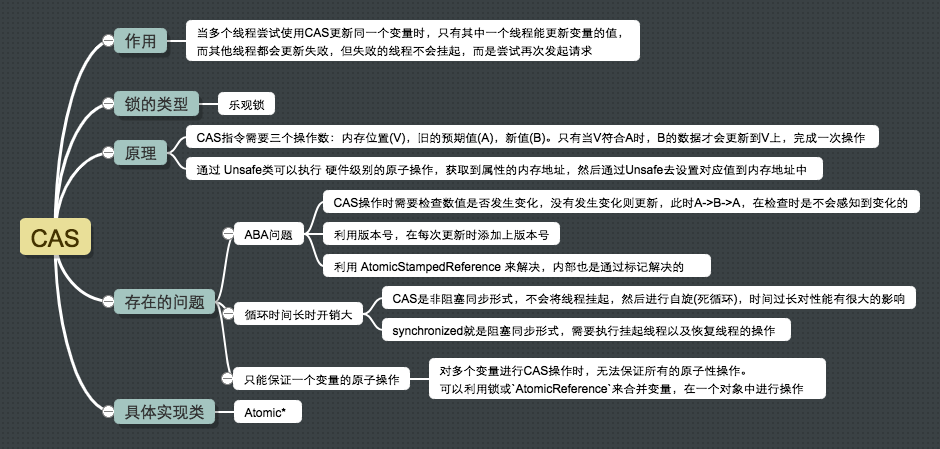 CAS
作用
当多个线程尝试使用CAS更新同一个变量时，只有其中一个线程能更新变量的值，
而其他线程都会更新失败，但失败的线程不会挂起，而是尝试再次发起请求
锁的类型
乐观锁
原理
CAS指令需要三个操作数：内存位置(V)，旧的预期值(A)，新值(B)。只有当V符合A时，B的数据才会更新到V上，完成一次操作
通过 Unsafe类可以执行 硬件级别的原子操作，获取到属性的内存地址，然后通过Unsafe去设置对应值到内存地址中
存在的问题
ABA问题
CAS操作时需要检查数值是否发生变化，没有发生变化则更新，此时A->B->A，在检查时是不会感知到变化的
利用版本号，在每次更新时添加上版本号
利用 AtomicStampedReference 来解决，内部也是通过标记解决的
循环时间长时开销大
CAS是非阻塞同步形式，不会将线程挂起，然后进行自旋(死循环)，时间过长对性能有很大的影响
synchronized就是阻塞同步形式，需要执行挂起线程以及恢复线程的操作
只能保证一个变量的原子操作
对多个变量进行CAS操作时，无法保证所有的原子性操作。
可以利用锁或`AtomicReference`来合并变量，在一个对象中进行操作
具体实现类
Atomic*